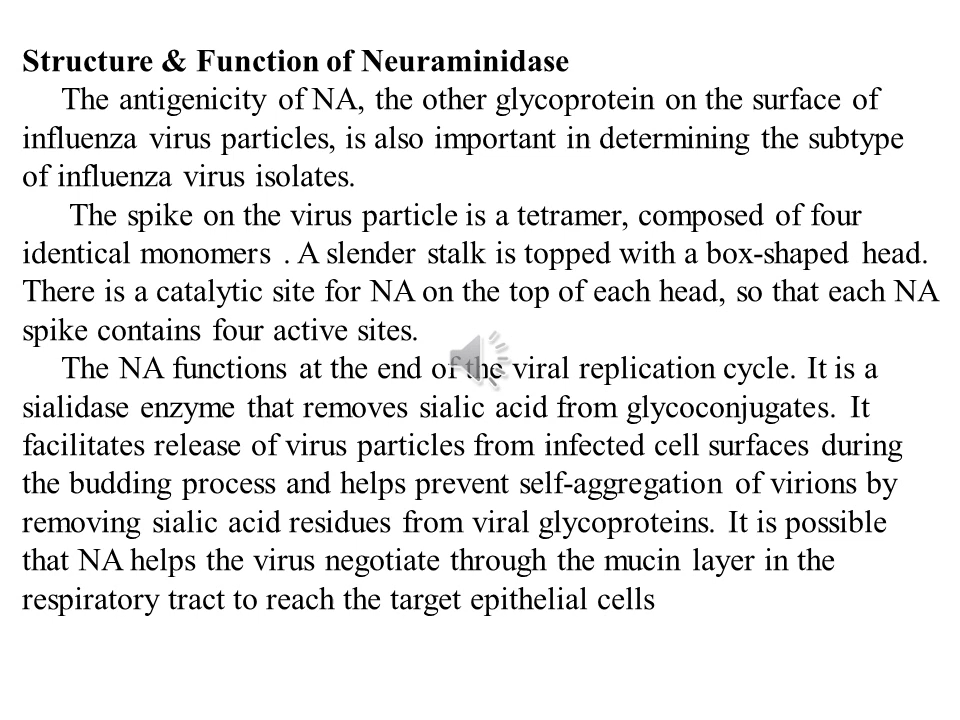 Structure & Function of Neuraminidase
The antigenicity of NA, the other glycoprotein on the surface of
influenza virus particles, is also important in determining the subtype
of influenza virus isolates.
The spike on the virus particle is a tetramer, composed of four
identical monomers . A slender stalk is topped with a box-shaped head.
There is a catalytic site for NA on the top of each head, so that each NA
spike contains four active sites.
The NA functions at the end of the viral replication cycle. It is a
sialidase enzyme that removes sialic acid from glycoconjugates. It
facilitates release of virus particles from infected cell surfaces during
the budding process and helps prevent self-aggregation of virions by
removing sialic acid residues from viral glycoproteins. It is possible
that NA helps the virus negotiate through the mucin layer in the
respiratory tract to reach the target epithelial cells